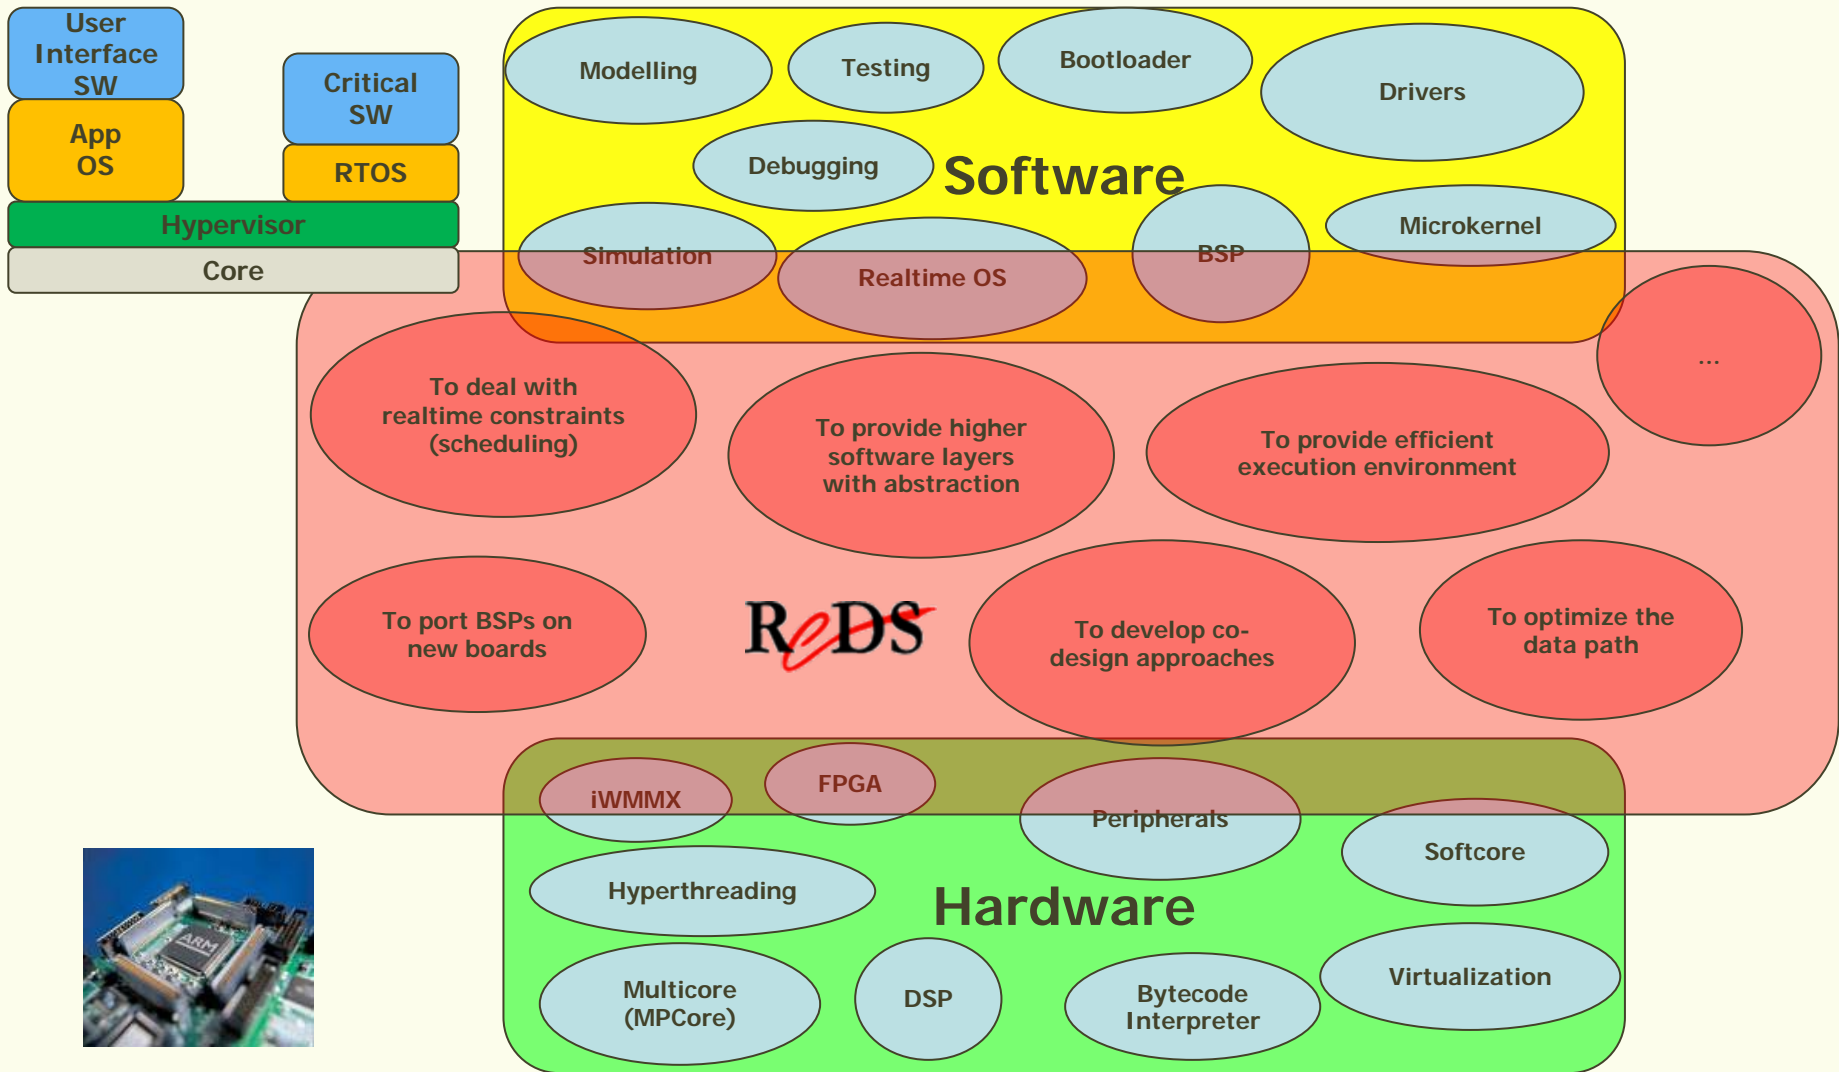 User
Interface
SW
App
OS
Critical
SW
RTOS
Hypervisor
Core
Modelling
Testing
Bootloader
Drivers
Debugging
Software
Simulation
Realtime OS
BSP
Microkernel
To deal with
realtime constraints
(scheduling)
To provide higher
software layers
with abstraction
To provide efficient
execution environment
...
To port BSPs on
new boards
ReDS
To develop co-
design approaches
To optimize the
data path
iWMMX
FPGA
Peripherals
Softcore
Hyperthreading
Hardware
Multicore
(MPCore)
DSP
Bytecode
Interpreter
Virtualization
ARM